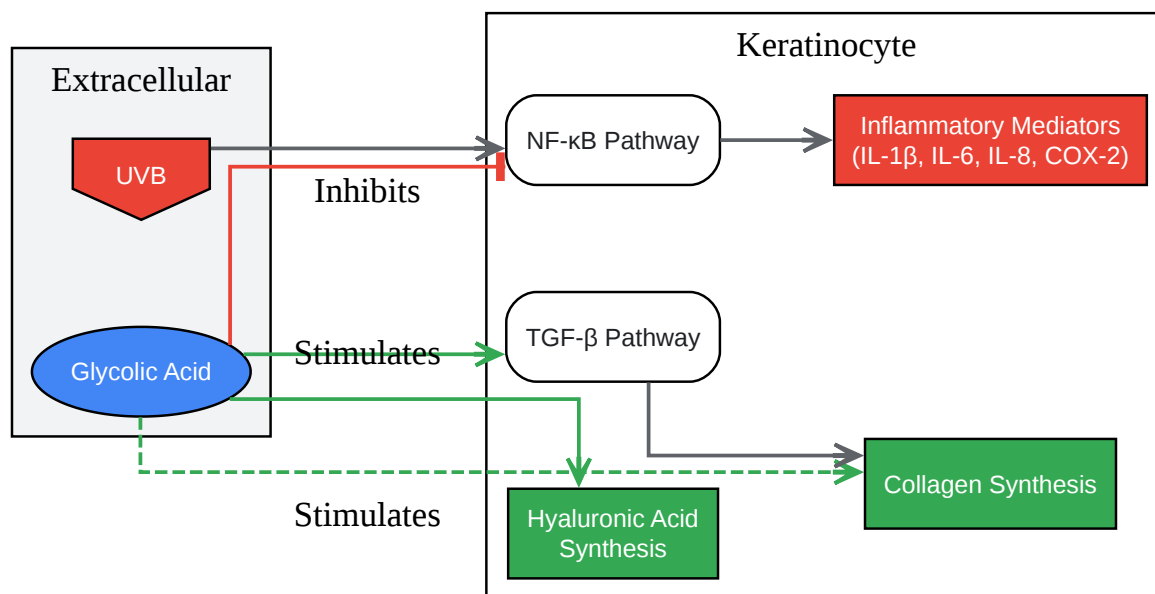 Keratinocyte
Extracellular
UVB
NF-κB Pathway
Inflammatory Mediators
(IL-1β, IL-6, IL-8, COX-2)
Inhibits
Glycolic Acid
Stimulates
TGF-β Pathway
Stimulates
Hyaluronic Acid
Synthesis
Collagen Synthesis